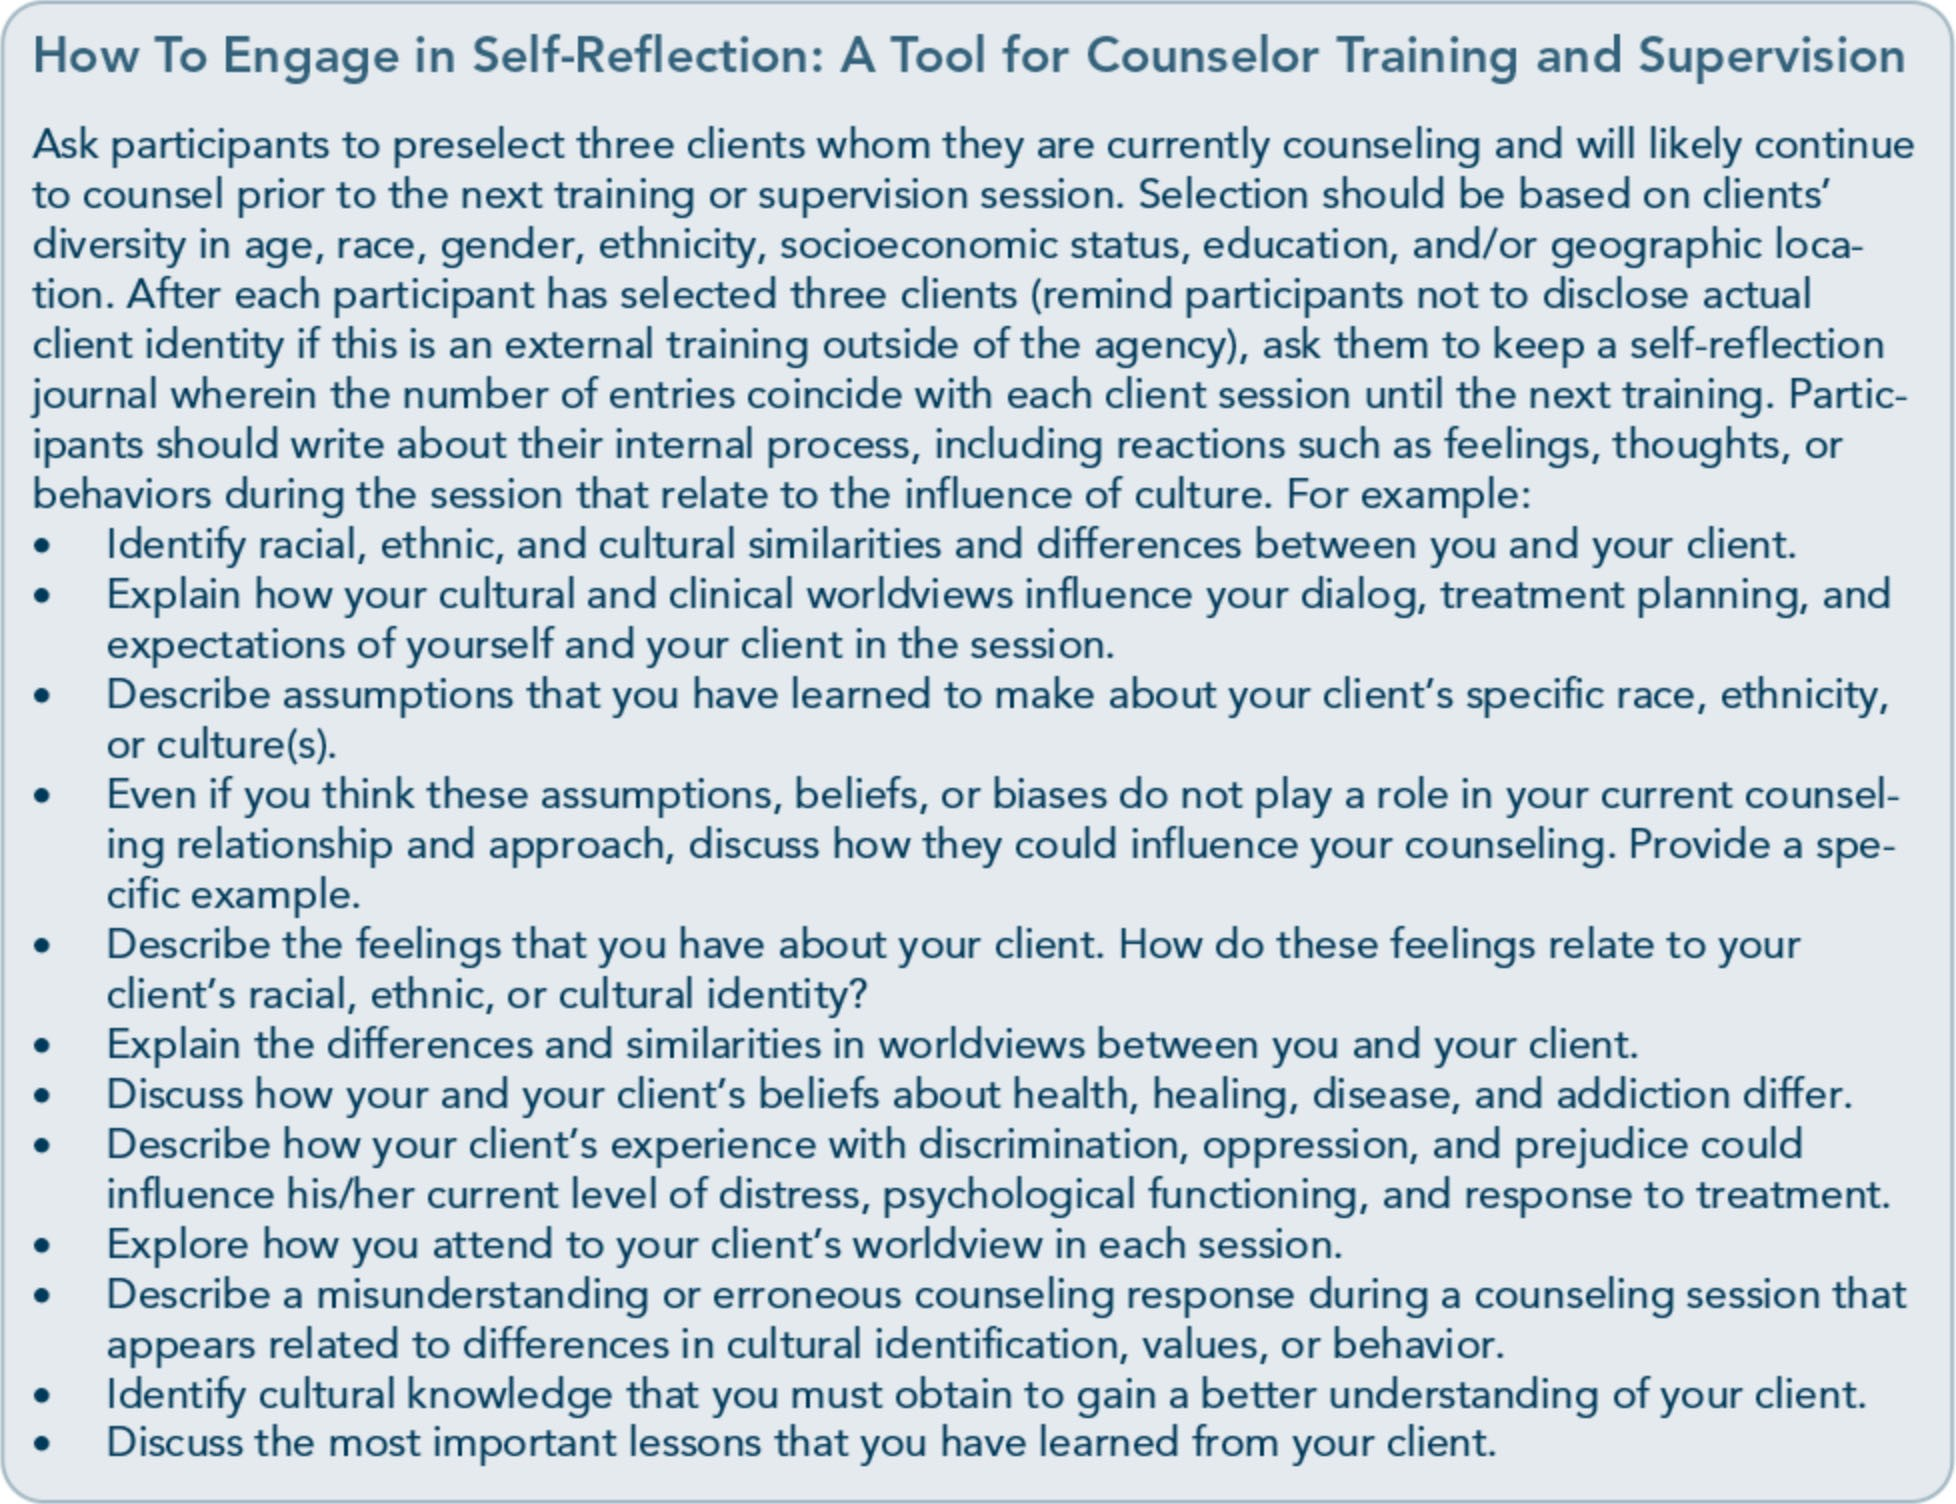 How To Engage in Self-Reflection: A Tool for Counselor Training and Supervision
Ask participants to preselect three clients whom they are currently counseling and will likely continue
to counsel prior to the next training or supervision session. Selection should be based on clients’
diversity in age, race, gender, ethnicity, socioeconomic status, education, and/or geographic loca-
tion. After each participant has selected three clients (remind participants not to disclose actual
client identity if this is an external training outside of the agency), ask them to keep a self-reflection
journal wherein the number of entries coincide with each client session until the next training. Partic-
ipants should write about their internal process, including reactions such as feelings, thoughts, or
behaviors during the session that relate to the influence of culture. For example:
• Identify racial, ethnic, and cultural similarities and differences between you and your client.
• Explain how your cultural and clinical worldviews influence your dialog, treatment planning, and
expectations of yourself and your client in the session.
• Describe assumptions that you have learned to make about your client’s specific race, ethnicity,
or culture(s).
• Even if you think these assumptions, beliefs, or biases do not play a role in your current counsel-
ing relationship and approach, discuss how they could influence your counseling. Provide a spe-
cific example.
• Describe the feelings that you have about your client. How do these feelings relate to your
client’s racial, ethnic, or cultural identity?
• Explain the differences and similarities in worldviews between you and your client.
• Discuss how your and your client’s beliefs about health, healing, disease, and addiction differ.
• Describe how your client’s experience with discrimination, oppression, and prejudice could
influence his/her current level of distress, psychological functioning, and response to treatment.
• Explore how you attend to your client’s worldview in each session.
• Describe a misunderstanding or erroneous counseling response during a counseling session that
appears related to differences in cultural identification, values, or behavior.
• Identify cultural knowledge that you must obtain to gain a better understanding of your client.
• Discuss the most important lessons that you have learned from your client.